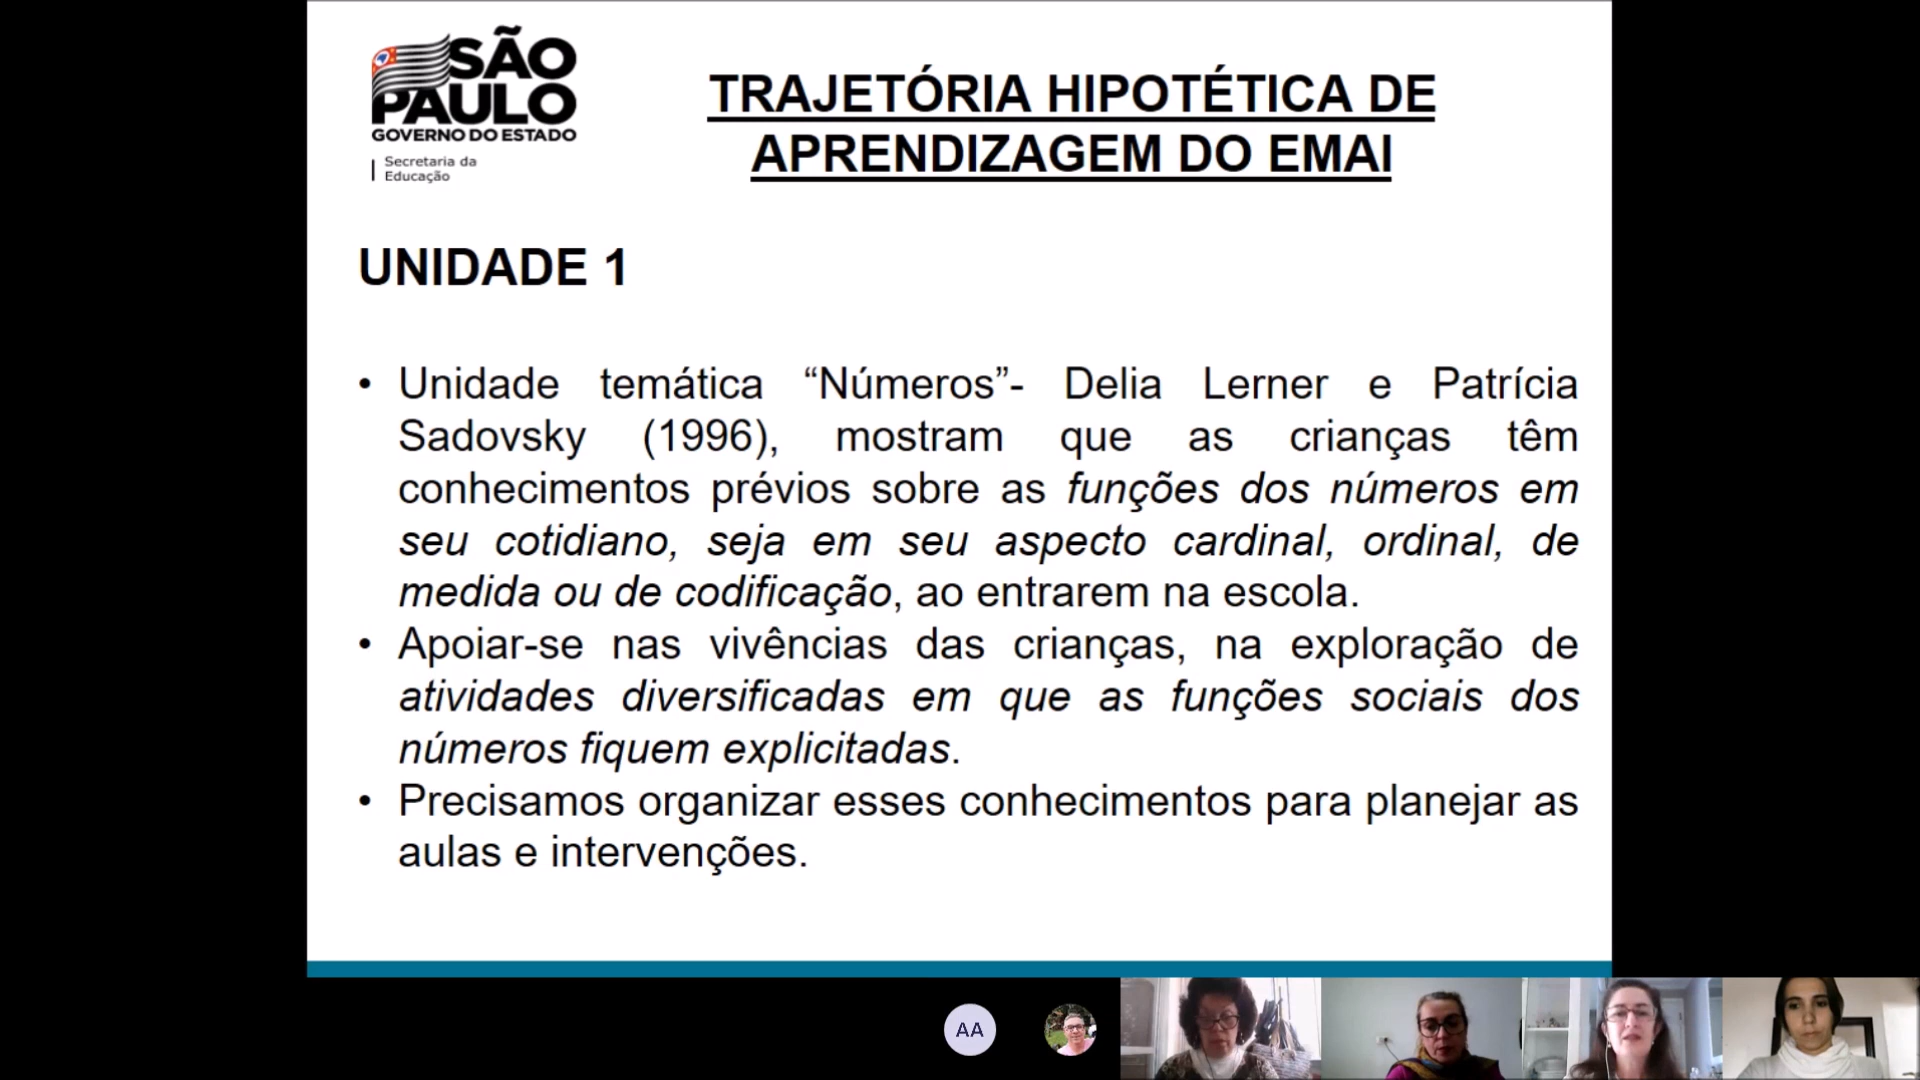 SÃO
PAULO
GOVERNO DO ESTADO
Secretaria da
Educação
TRAJETÓRIA HIPOTÉTICA DE
APRENDIZAGEM DO EMAI
UNIDADE 1
• Unidade temática “Números”- Delia Lerner e Patrícia
Sadovsky (1996), mostram que as crianças têm
conhecimentos prévios sobre as funções dos números em
seu cotidiano, seja em seu aspecto cardinal, ordinal, de
medida ou de codificação, ao entrarem na escola.
• Apoiar-se nas vivências das crianças, na exploração de
atividades diversificadas em que as funções sociais dos
números fiquem explicitadas.
• Precisamos organizar esses conhecimentos para planejar as
aulas e intervenções.
AA